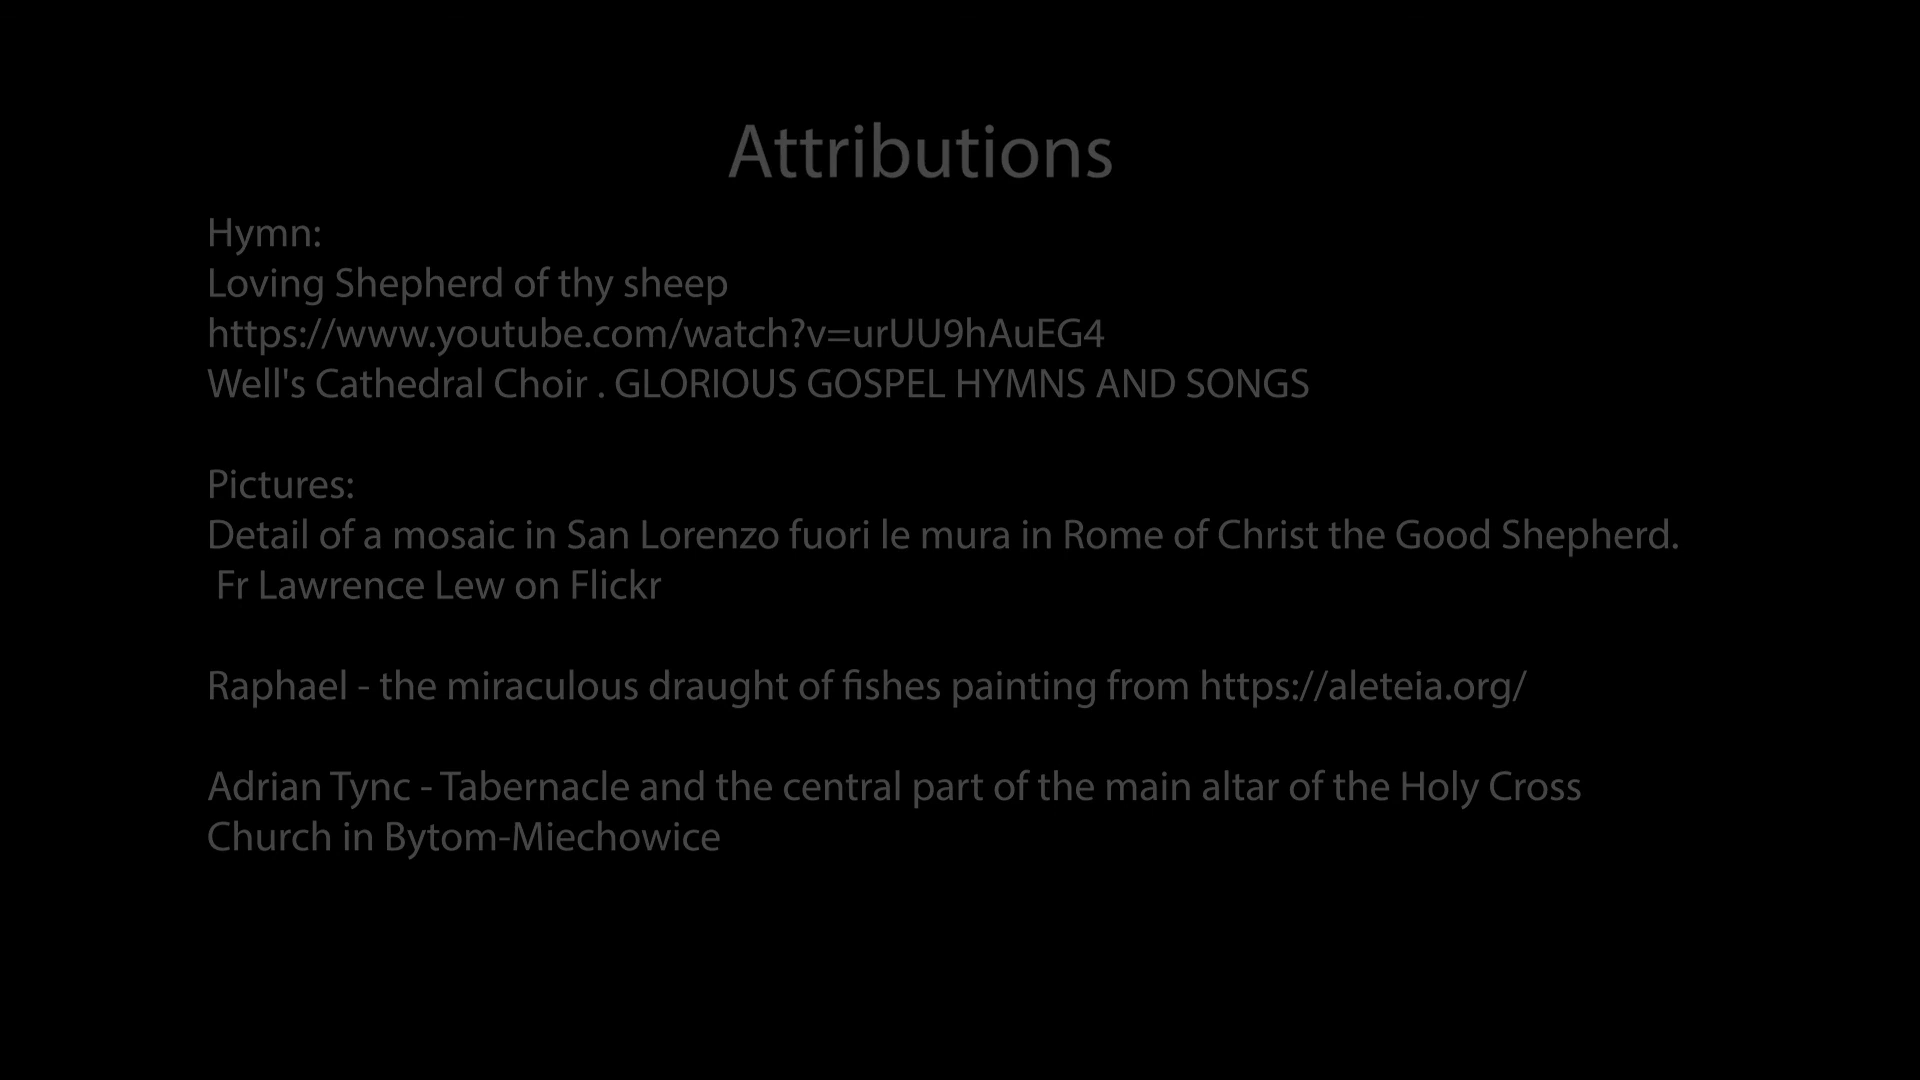 Attributions
Hymn:
Loving Shepherd of thy sheep
https://www.youtube.com/watch?v=urUU9hAuEG4
Well's Cathedral Choir . GLORIOUS GOSPEL HYMNS AND SONGS
Pictures:
Detail of a mosaic in San Lorenzo fuori le mura in Rome of Christ the Good Shepherd.
Fr Lawrence Lew on Flickr
Raphael - the miraculous draught of fishes painting from https://aleteia.org/
Adrian Tync - Tabernacle and the central part of the main altar of the Holy Cross
Church in Bytom-Miechowice